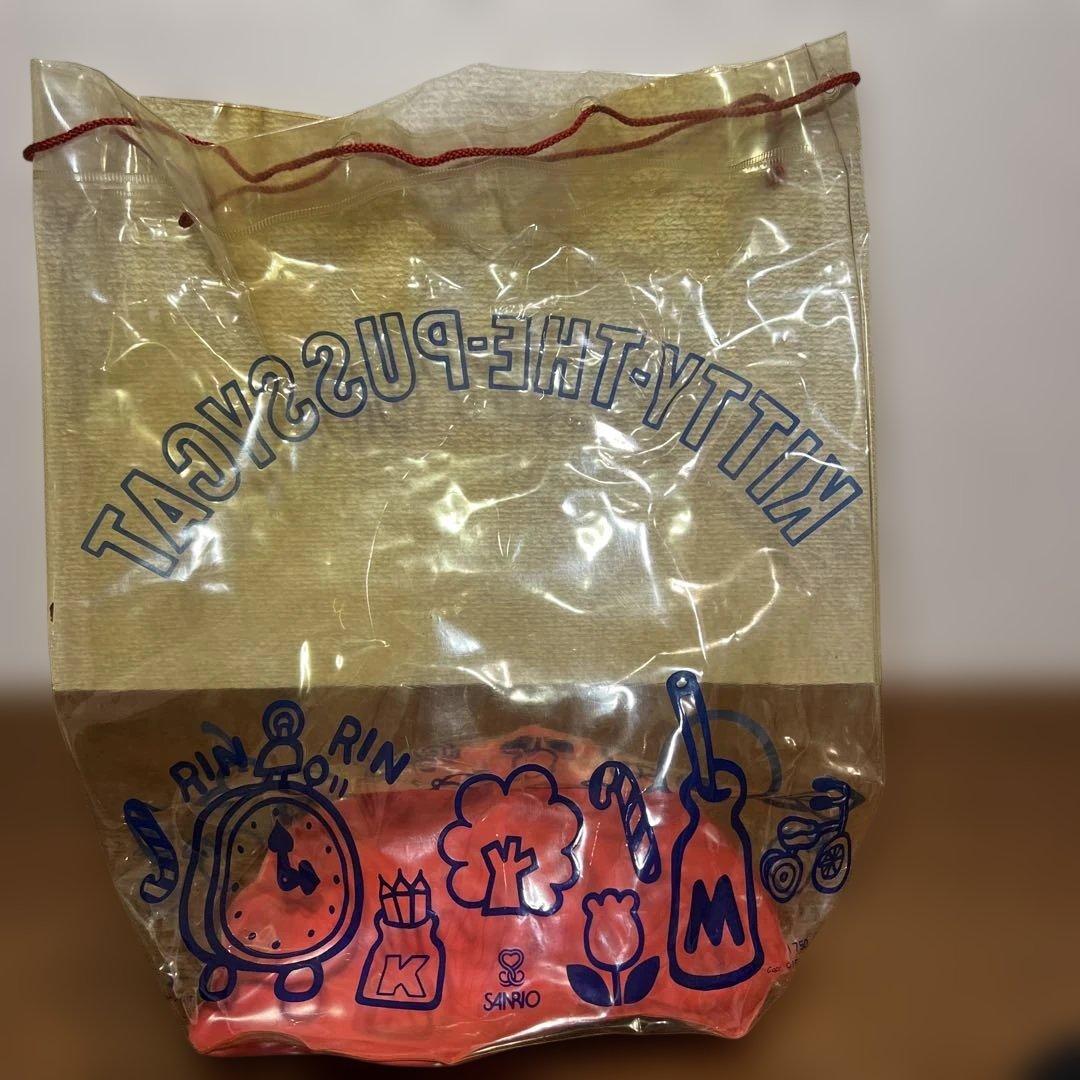 KITTY-THE-PUSSYCAT
RIN RIN
M
K
SANRIO